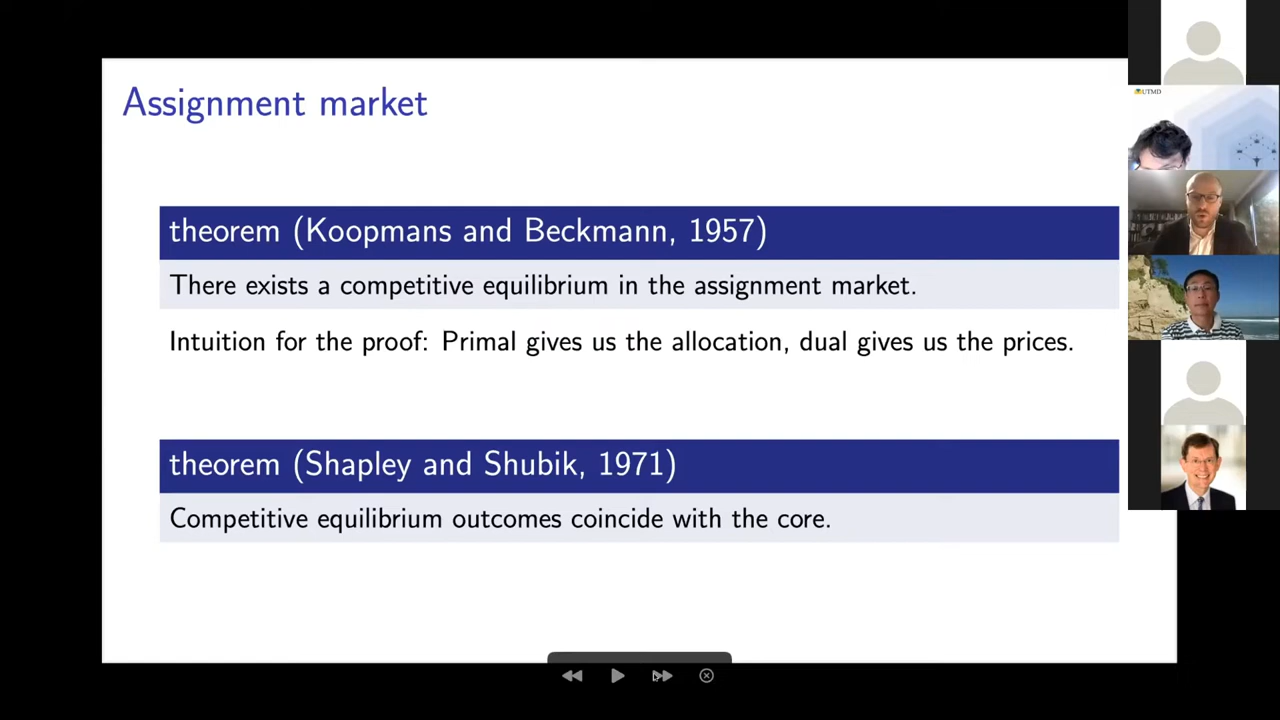 Assignment market
theorem (Koopmans and Beckmann, 1957)
There exists a competitive equilibrium in the assignment market.
Intuition for the proof: Primal gives us the allocation, dual gives us the prices.
theorem (Shapley and Shubik, 1971)
Competitive equilibrium outcomes coincide with the core.
UTMD